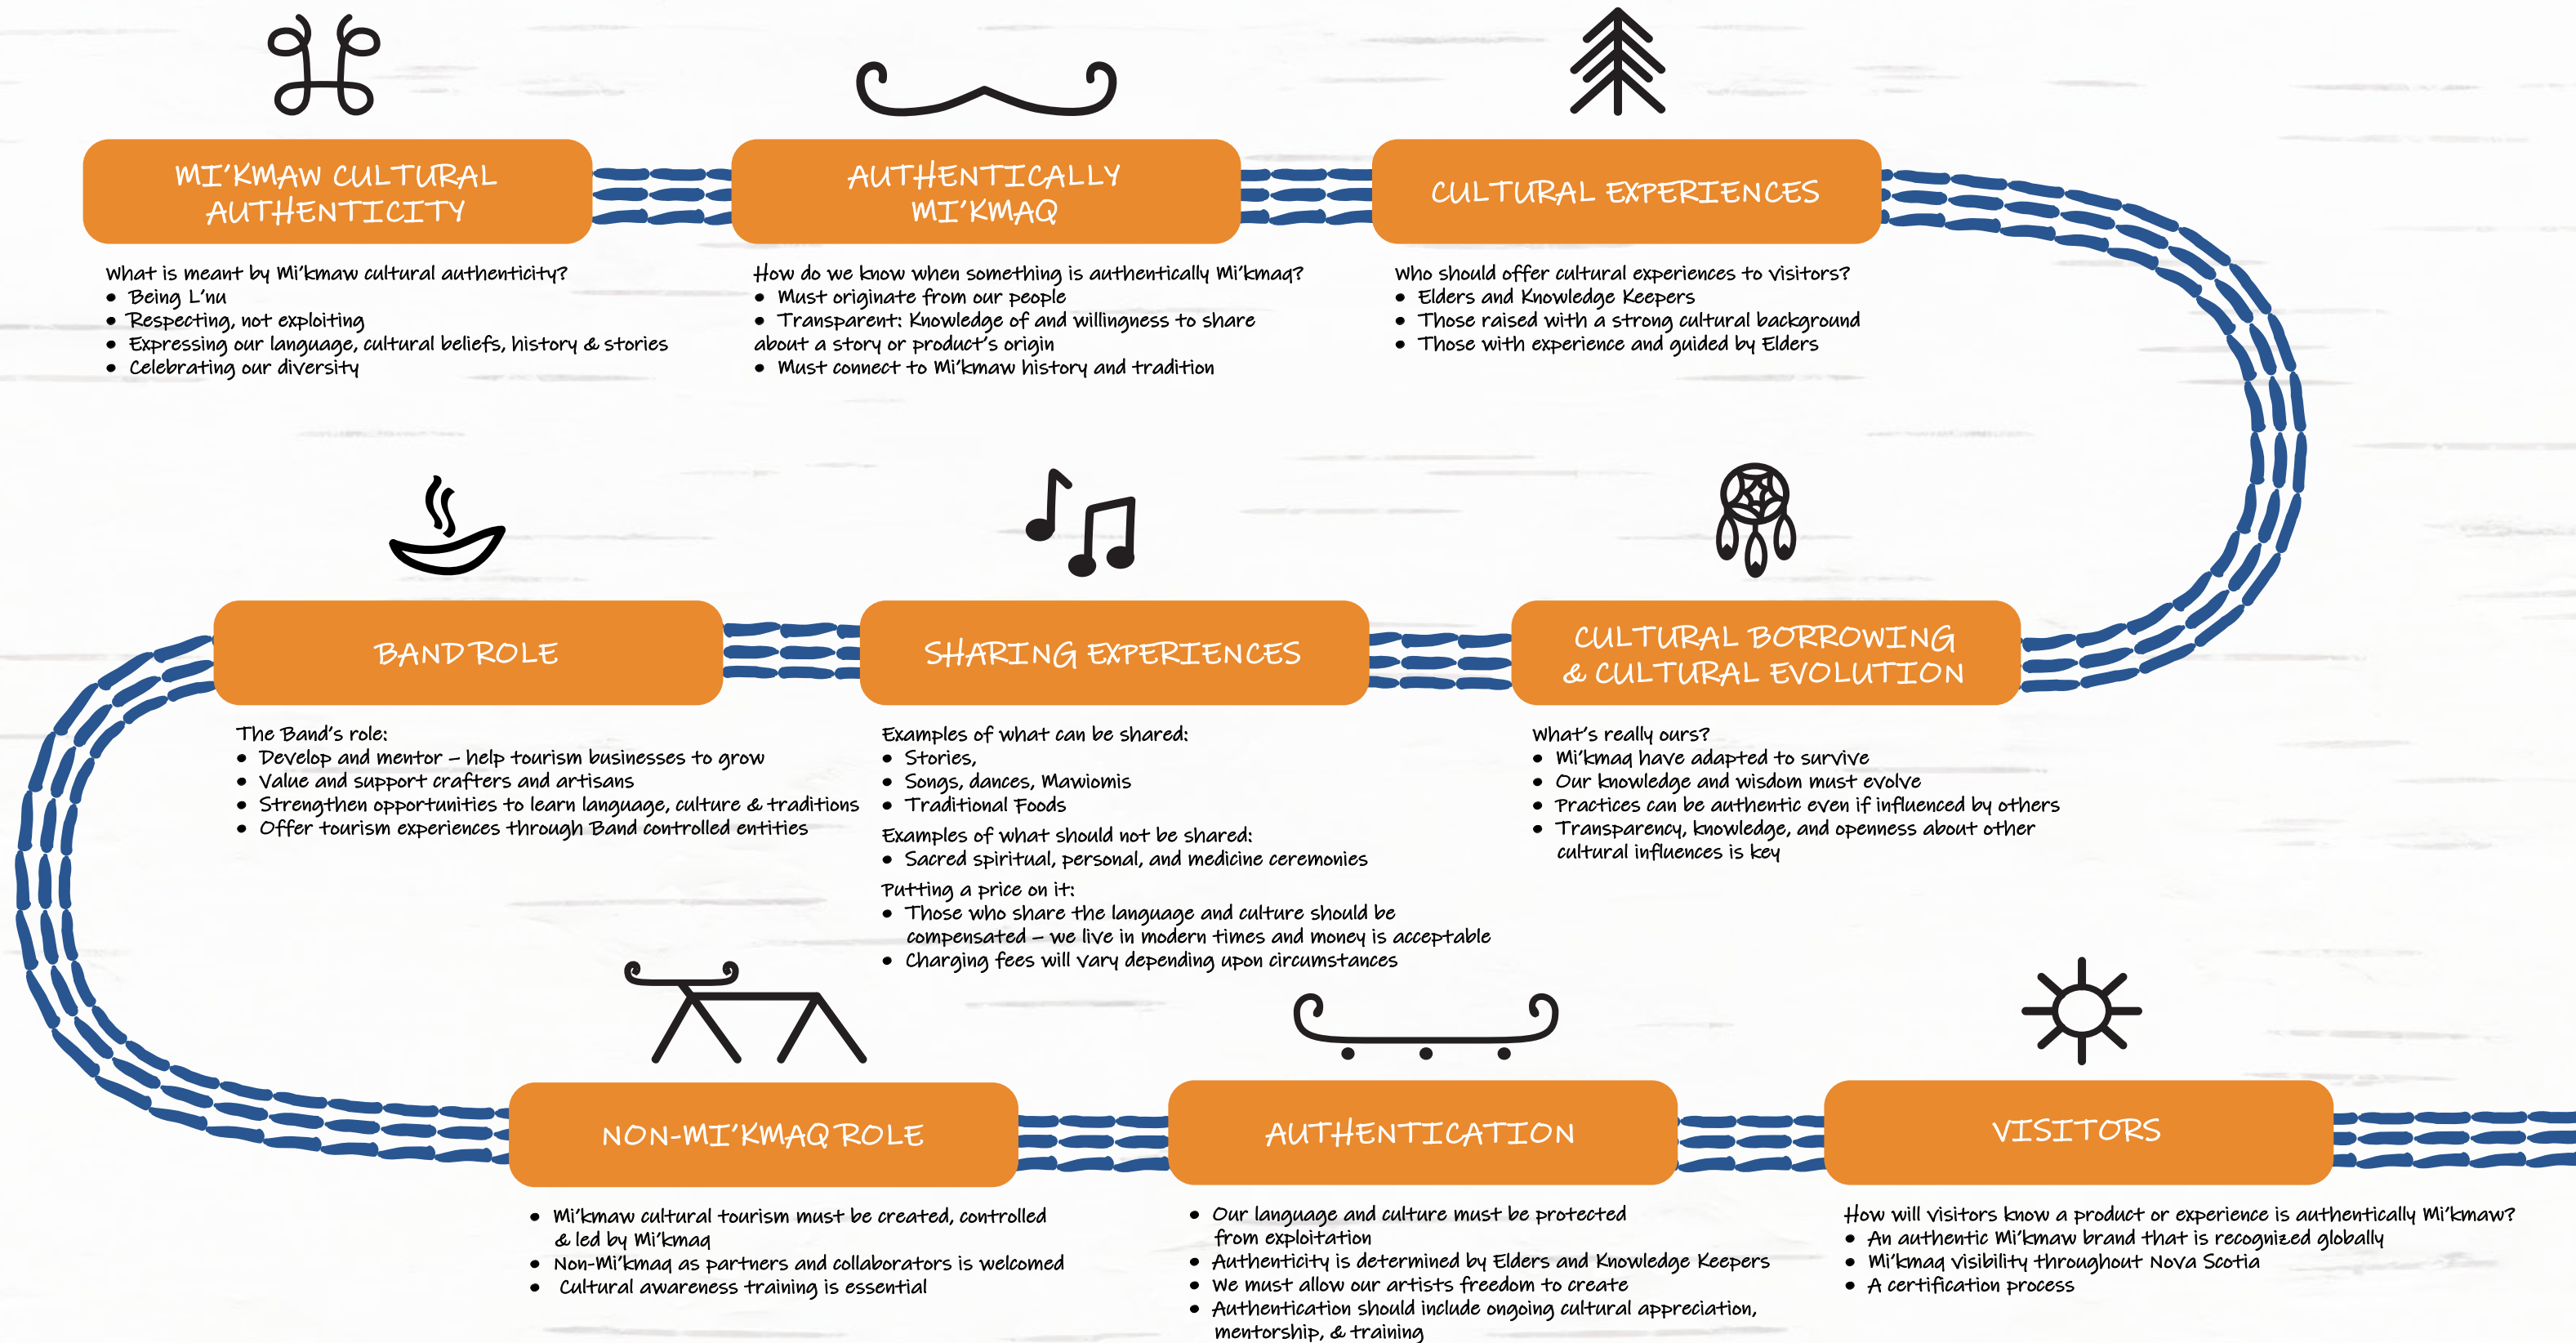 MI'KMAW CULTURAL
AUTHENTICITY
What is meant by Mi'kmaw cultural authenticity?
• Being L'nu
• Respecting, not exploiting
• Expressing our language, cultural beliefs, history & stories
• Celebrating our diversity
AUTHENTICALLY
MI'KMAQ
How do we know when something is authentically Mi'kmaq?
• Must originate from our people
• Transparent: Knowledge of and willingness to share
about a story or product's origin
• Must connect to Mi'kmaw history and tradition
CULTURAL EXPERIENCES
Who should offer cultural experiences to visitors?
• Elders and Knowledge Keepers
• Those raised with a strong cultural background
• Those with experience and guided by Elders
CULTURAL BORROWING
& CULTURAL EVOLUTION
What's really ours?
• Mi'kmaq have adapted to survive
• Our knowledge and wisdom must evolve
• Practices can be authentic even if influenced by others
• Transparency, knowledge, and openness about other
cultural influences is key
SHARING EXPERIENCES
Examples of what can be shared:
• Stories,
• Songs, dances, Mawiomis
• Traditional Foods
Examples of what should not be shared:
• Sacred spiritual, personal, and medicine ceremonies
Putting a price on it:
• Those who share the language and culture should be
compensated – we live in modern times and money is acceptable
• Charging fees will vary depending upon circumstances
BAND ROLE
The Band's role:
• Develop and mentor – help tourism businesses to grow
• Value and support crafters and artisans
• Strengthen opportunities to learn language, culture & traditions
• Offer tourism experiences through Band controlled entities
NON-MI'KMAQ ROLE
• Mi'kmaw cultural tourism must be created, controlled
& led by Mi'kmaq
• Non-Mi'kmaq as partners and collaborators is welcomed
• Cultural awareness training is essential
AUTHENTICATION
• Our language and culture must be protected
from exploitation
• Authenticity is determined by Elders and Knowledge Keepers
• We must allow our artists freedom to create
• Authentication should include ongoing cultural appreciation,
mentorship, & training
VISITORS
How will visitors know a product or experience is authentically Mi'kmaw?
• An authentic Mi'kmaw brand that is recognized globally
• Mi'kmaq visibility throughout Nova Scotia
• A certification process